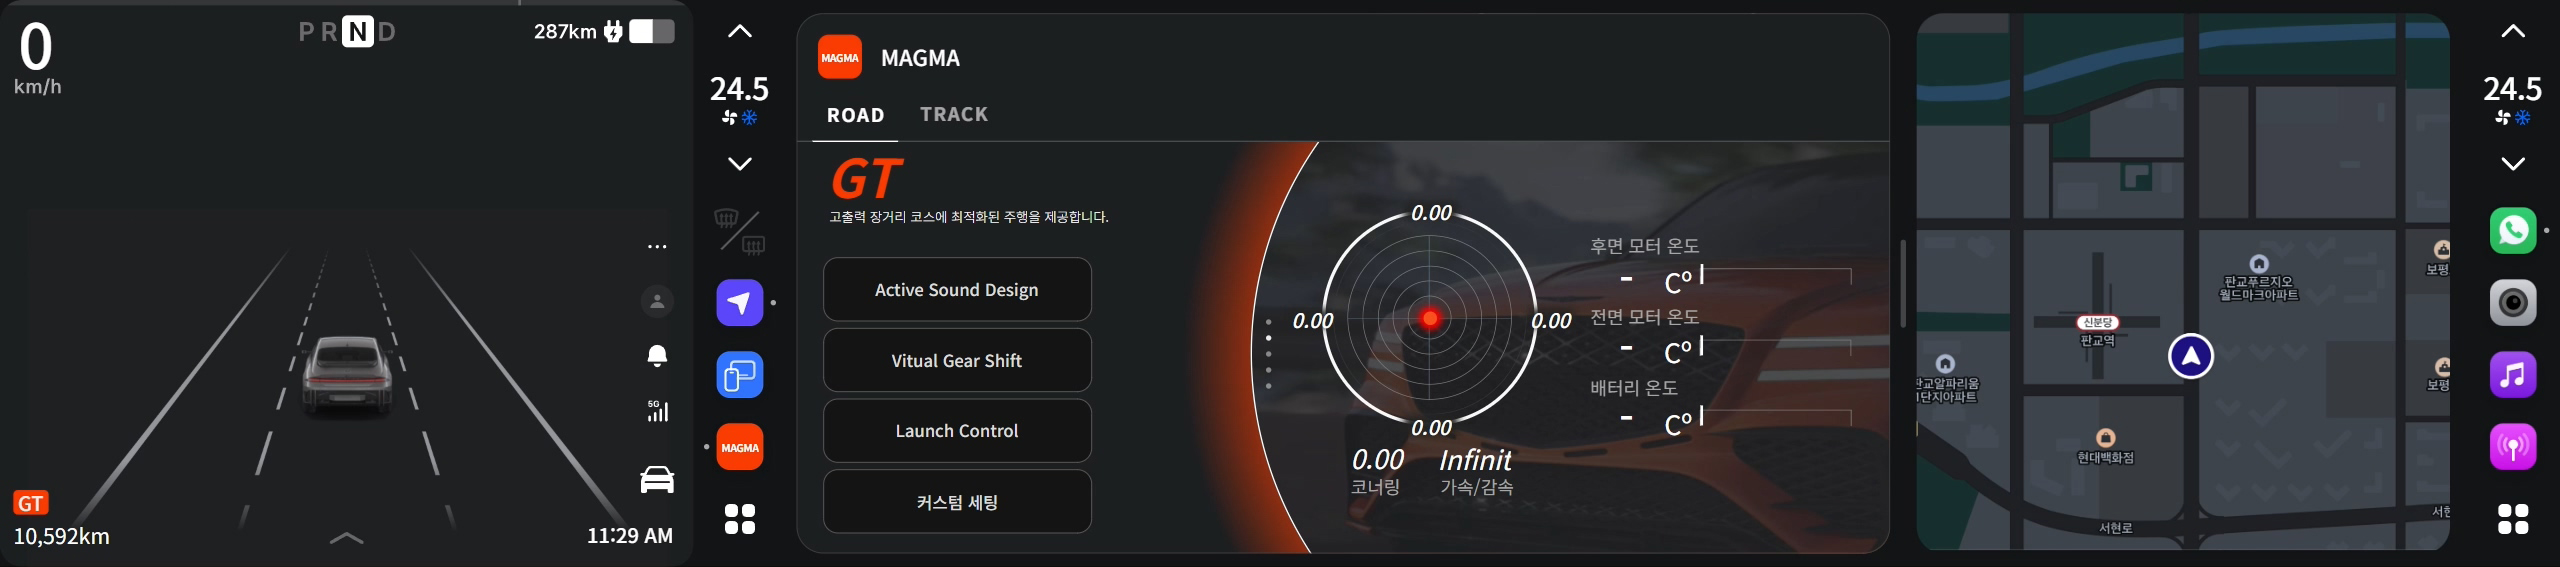 0
km/h
P R N D
287km
5G
GT
10,592km
11:29 AM
24.5
MAGMA
MAGMA
MAGMA
ROAD TRACK
GT
고출력 장거리 코스에 최적화된 주행을 제공합니다.
Active Sound Design
Vitual Gear Shift
Launch Control
커스텀 세팅
0.00
0.00
0.00
0.00
0.00
코너링
Infinit
가속/감속
후면 모터 온도
- Cº
전면 모터 온도
- Cº
배터리 온도
- Cº
판교푸르지오
월드마크아파트
신분당
판교역
판교알파리움
1단지아파트
현대백화점
서현로
보평
보평
서현
24.5